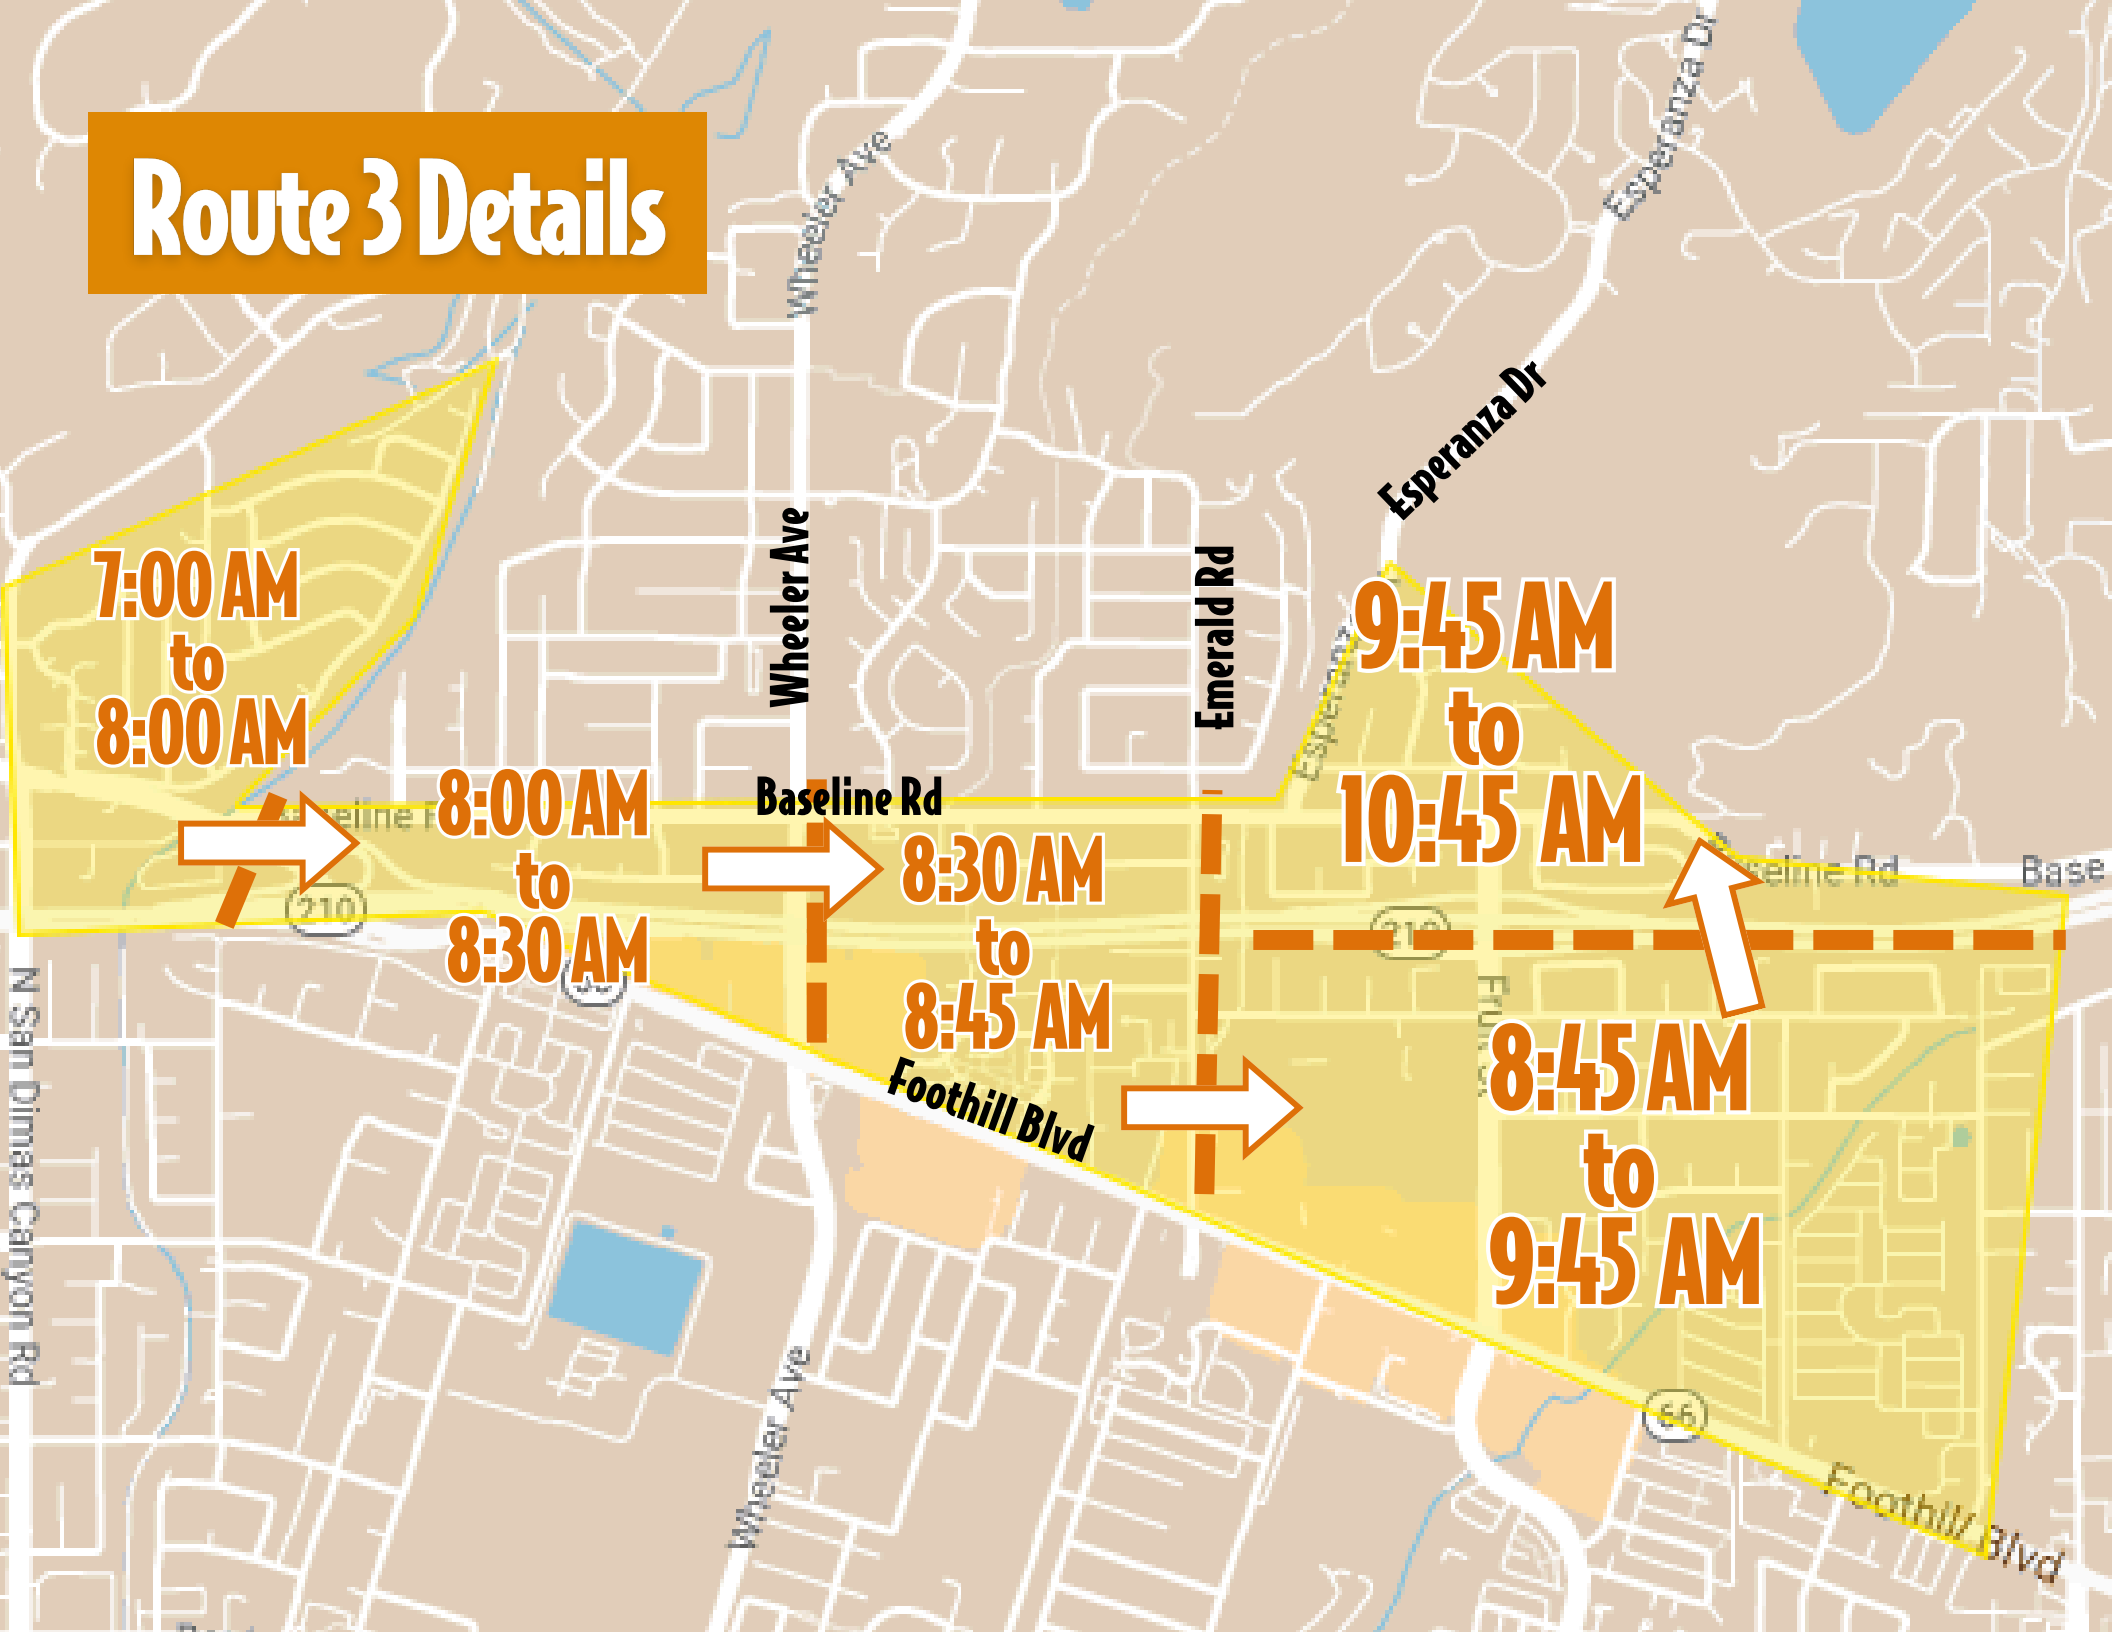 Esperanza Dr
Wheeler Ave
Route 3 Details
Esperanza Dr
Wheeler Ave
Emerald Rd
7:00 AM
to
8:00 AM
9:45 AM
to
10:45 AM
Baseline Rd
8:00 AM
to
8:30 AM
8:30 AM
to
8:45 AM
Baseline Rd
Base
210
210
8:45 AM
to
9:45 AM
Foothill Blvd
N San Dimas Canyon Rd
Wheeler Ave
66
Foothill Blvd